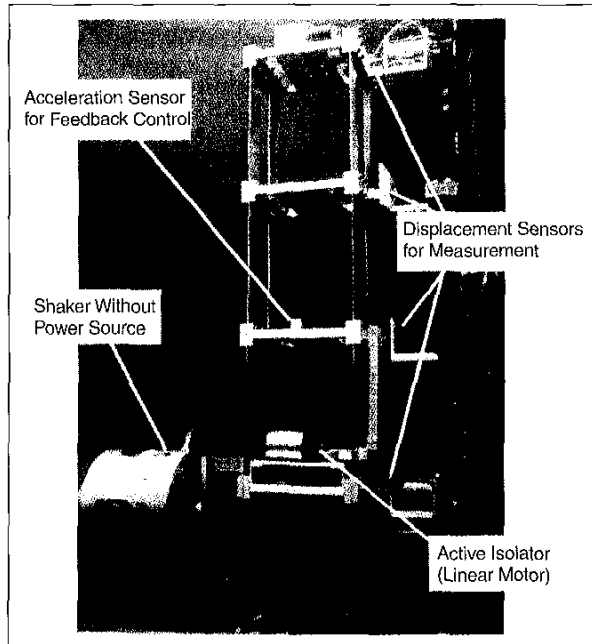 Acceleration Sensor
for Feedback Control
Displacement Sensors
for Measurement
Shaker Without
Power Source
Active Isolator
(Linear Motor)